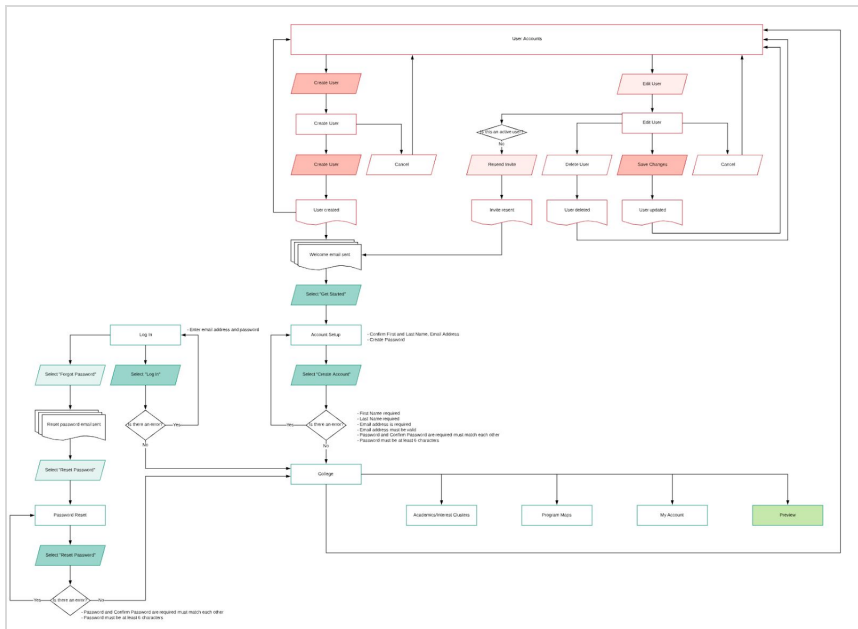 User Accounts
Create User
Edit User
Create User
Is this an active user?
Edit User
No
Create User
Cancel
Resend Invite
Delete User
Save Changes
Cancel
User created
Invite resent
User deleted
User updated
Welcome email sent
Select "Get Started"
Log In
- Enter email address and password
Account Setup
- Confirm First and Last Name, Email Address
- Create Password
Select "Forgot Password"
Select "Log In"
Select "Create Account"
Reset password email sent
Is there an error?
Yes
No
Yes
Is there an error?
No
- First Name required
- Last Name required
- Email address is required
- Email address must be valid
- Password and Confirm Password are required must match each other
- Password must be at least 6 characters
Select "Reset Password"
College
Password Reset
Academics/Interest Clusters
Program Maps
My Account
Preview
Select "Reset Password"
Yes
Is there an error?
No
- Password and Confirm Password are required must match each other
- Password must be at least 6 characters